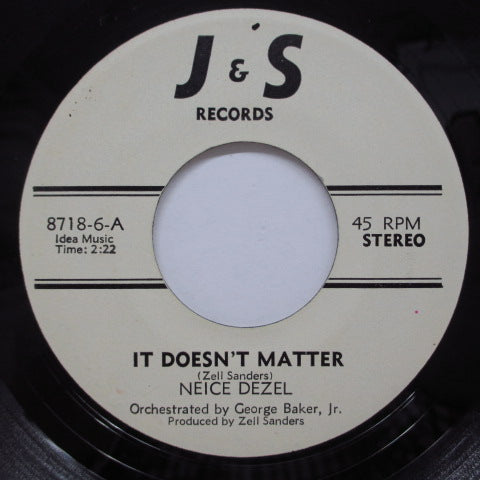 J & S
RECORDS
8718-6-A
Idea Music
Time: 2:22
45 RPM
STEREO
IT DOESN'T MATTER
(Zell Sanders)
NEICE DEZEL
Orchestrated by George Baker, Jr.
Produced by Zell Sanders